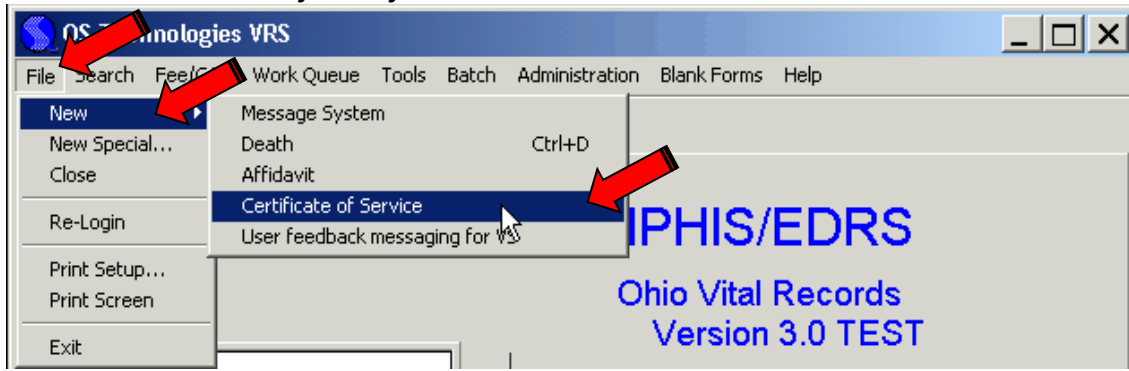 QS Technologies VRS
File Search Fee/ Work Queue Tools Batch Administration Blank Forms Help
New
New Special...
Close
Re-Login
Print Setup...
Print Screen
Exit
Message System
Death Ctrl+D
Affidavit
Certificate of Service
User feedback messaging for VS
IPHIS/EDRS
Ohio Vital Records
Version 3.0 TEST